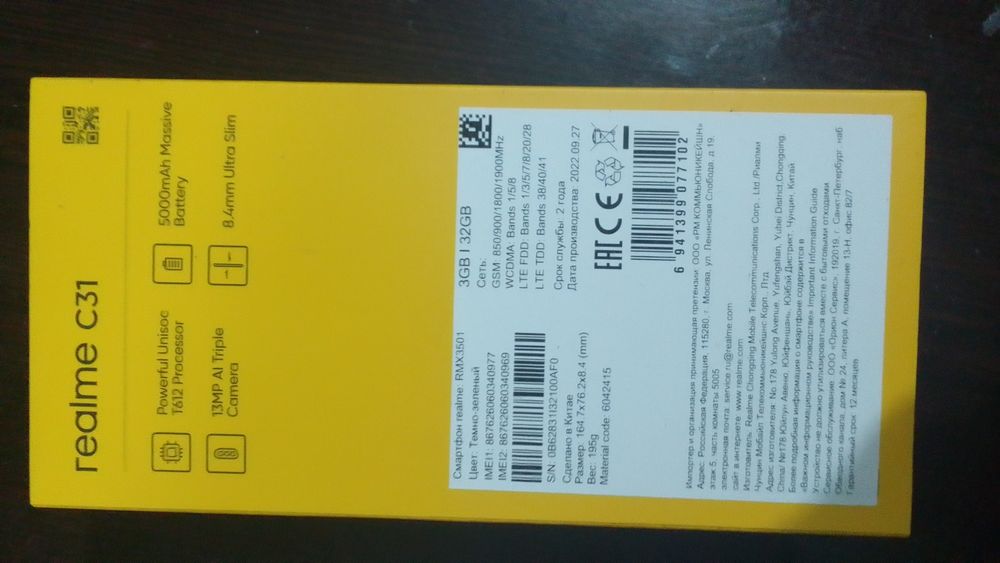 realme C31
Powerful Unisoc
T612 Processor
5000mAh Massive
Battery
13MP AI Triple
Camera
8.4mm Ultra Slim
Смартфон realme RMX3501
Цвет: Темно-зеленый
IMEI1: 867626060340977
IMEI2: 867626060340969
S/N: 0B62831I32100AF0
Сделано в Китае
Размер: 164.7x76.2x8.4 (mm)
Вес: 195g
Material code: 6042415
3GB I 32GB
Сеть:
GSM: 850/900/1800/1900MHz
WCDMA: Bands 1/5/8
LTE FDD: Bands 1/3/5/7/8/20/28
LTE TDD: Bands 38/40/41
Срок службы: 2 года
Дата производства 2022.09.27
EAC CE
6 941399 077102
Импортер и организация принимающая претензии ООО «РМ КОММЬЮНИКЕЙШН»
Адрес: Российская Федерация, 115280, г. Москва, ул. Ленинская Слобода, д 19,
этаж 5, часть комнаты 5005
электронная почта: service.ru@realme.com
сайт в интернете: www.realme.com
Изготовитель: Realme Chongqing Mobile Telecommunications Corp., Ltd./Риалми
Чунцин Мобайл Телекоммьюникейшнс Корп., Лтд
Адрес изготовителя: No.178 Yulong Avenue, Yufengshan, Yubei District,Chongqing,
China/ №178 Юйлун Авеню, Юйфеншань, Юйбэй Дистрикт, Чунцин, Китай
Более подробная информация о смартфоне содержится в
«Важном информационном руководстве» Important Information Guide
Устройство не должно утилизироваться вместе с бытовыми отходами
Сервисное обслуживание: ООО «Орион Сервис», 192019, г. Санкт-Петербург, наб
Обводного канала, дом № 24, литера А, помещение 13-Н, офис 82/7
Гарантийный срок: 12 месяцев